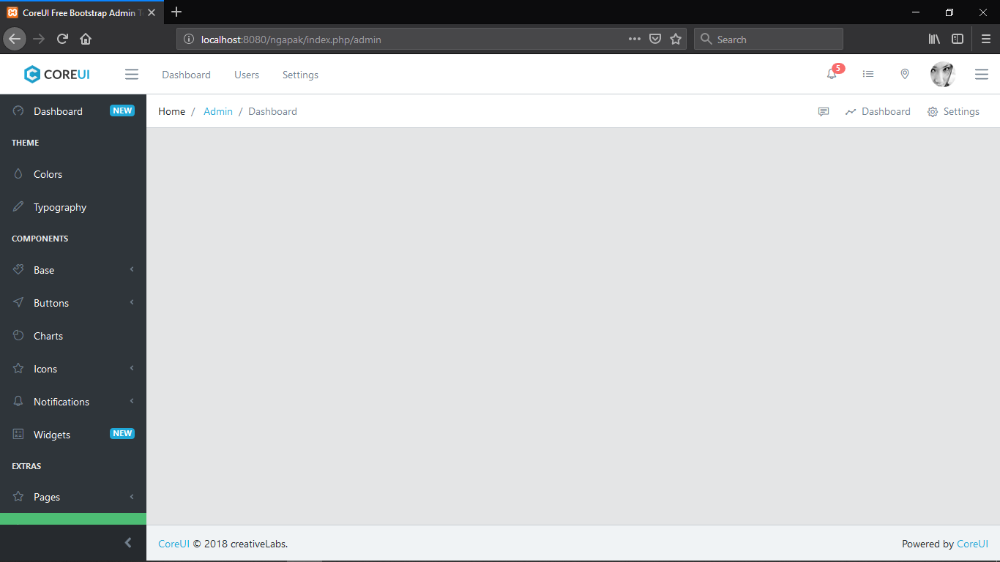 CoreUI Free Bootstrap Admin T
localhost:8080/ngapak/index.php/admin
Search
COREUI
Dashboard Users Settings
5
Dashboard NEW
Home / Admin / Dashboard
Dashboard Settings
THEME
Colors
Typography
COMPONENTS
Base
Buttons
Charts
Icons
Notifications
Widgets NEW
EXTRAS
Pages
CoreUI © 2018 creativeLabs.
Powered by CoreUI